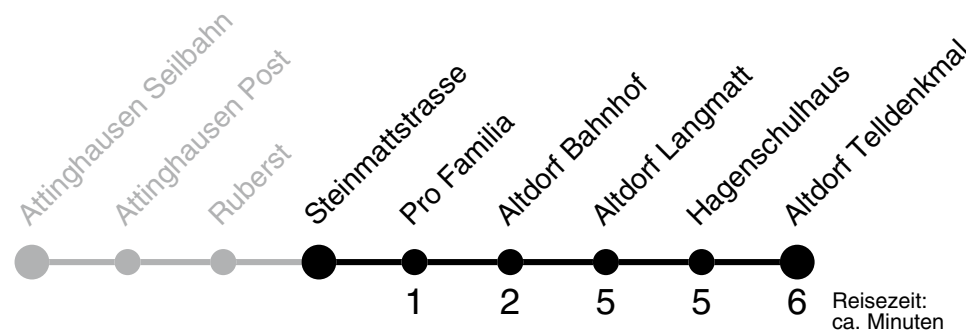 Attinghausen Seilbahn
Attinghausen Post
Ruberst
Steinmattstrasse
Pro Familia
Altdorf Bahnhof
Altdorf Langmatt
Hagenschulhaus
Altdorf Telldenkmal
1 2 5 5 6
Reisezeit:
ca. Minuten